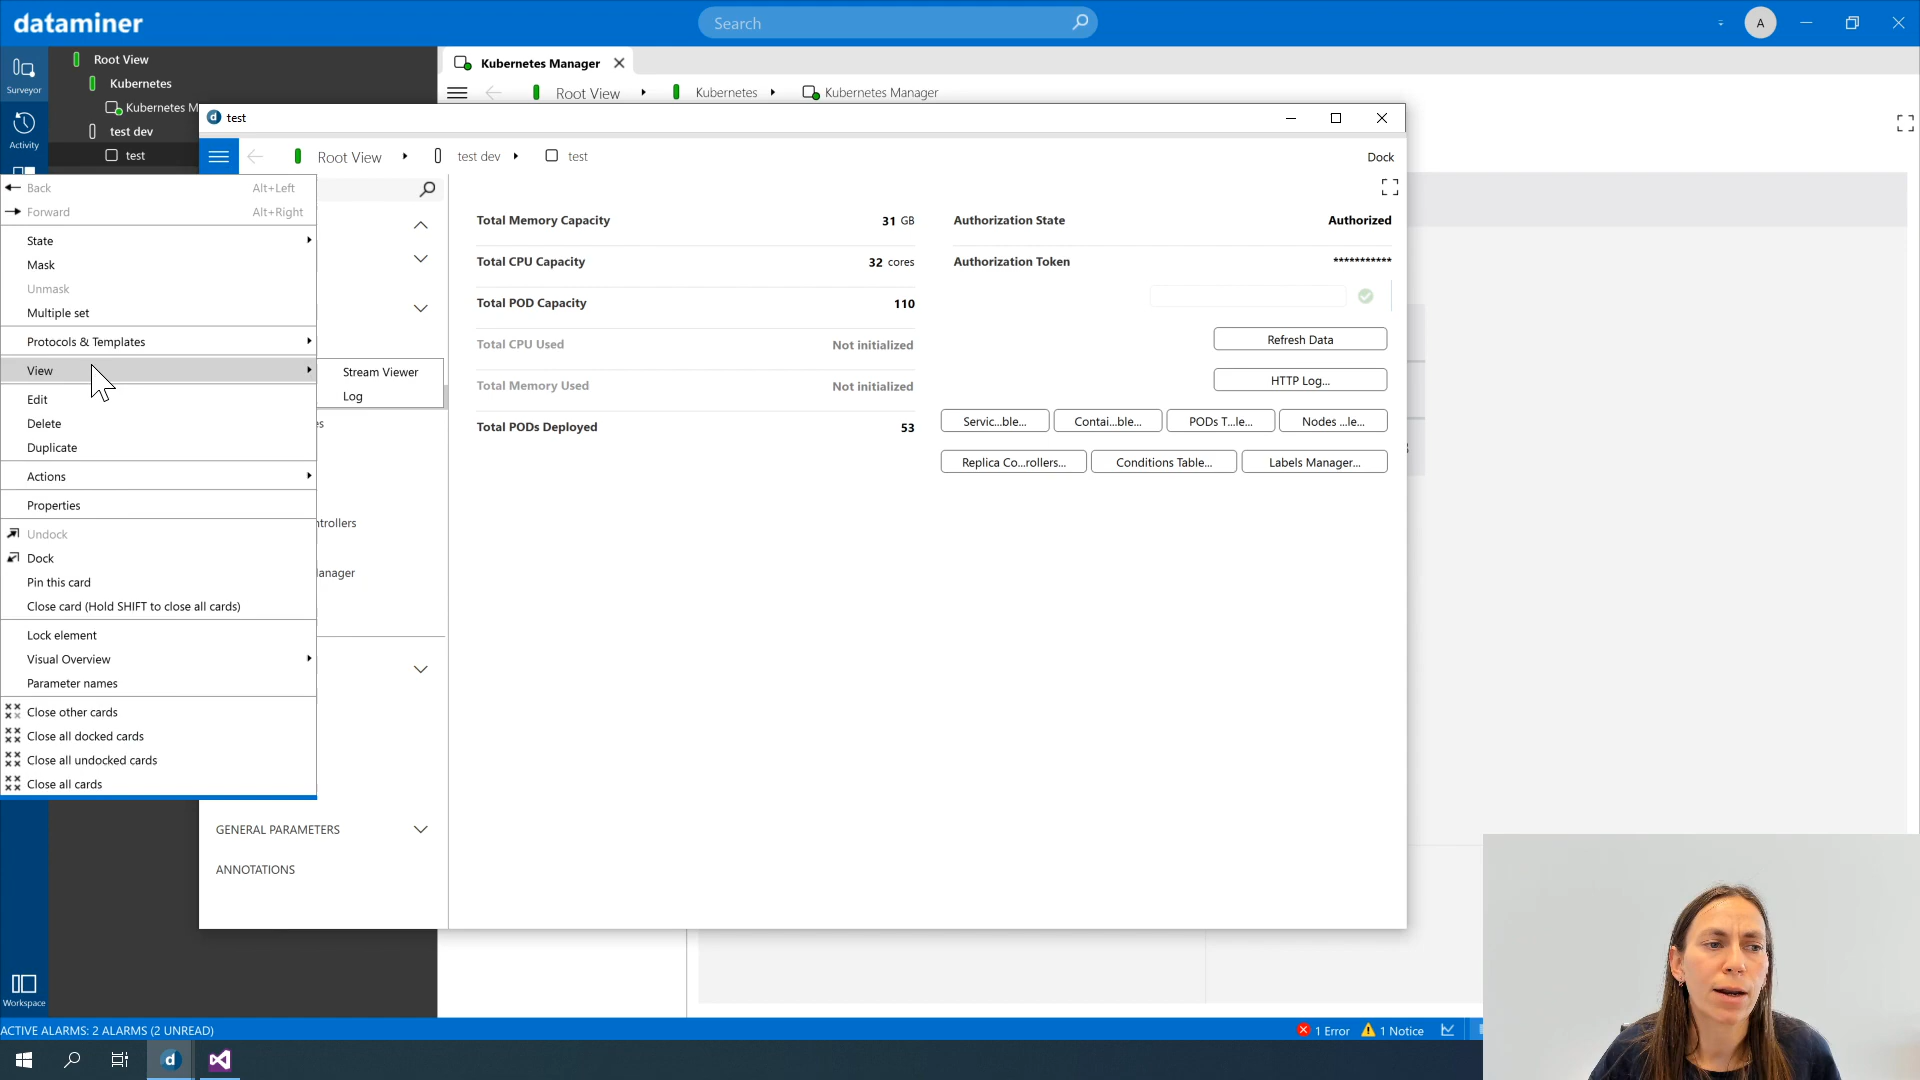 dataminer
Search
A
Surveyor
Activity
Root View
Kubernetes
Kubernetes M
test dev
test
Kubernetes Manager
Root View
Kubernetes
Kubernetes Manager
test
Root View
test dev
test
Dock
Back Alt+Left
Forward Alt+Right
State
Mask
Unmask
Multiple set
Protocols & Templates
View
Stream Viewer
Log
Edit
Delete
Duplicate
Actions
Properties
Undock
Dock
Pin this card
Close card (Hold SHIFT to close all cards)
Lock element
Visual Overview
Parameter names
Close other cards
Close all docked cards
Close all undocked cards
Close all cards
es
ntrollers
lanager
GENERAL PARAMETERS
ANNOTATIONS
Total Memory Capacity 31 GB
Total CPU Capacity 32 cores
Total POD Capacity 110
Total CPU Used Not initialized
Total Memory Used Not initialized
Total PODs Deployed 53
Authorization State Authorized
Authorization Token ***********
Refresh Data
HTTP Log...
Servic...ble... Contai...ble... PODs T...le... Nodes ...le...
Replica Co...rollers... Conditions Table... Labels Manager...
Workspace
ACTIVE ALARMS: 2 ALARMS (2 UNREAD)
1 Error 1 Notice
d